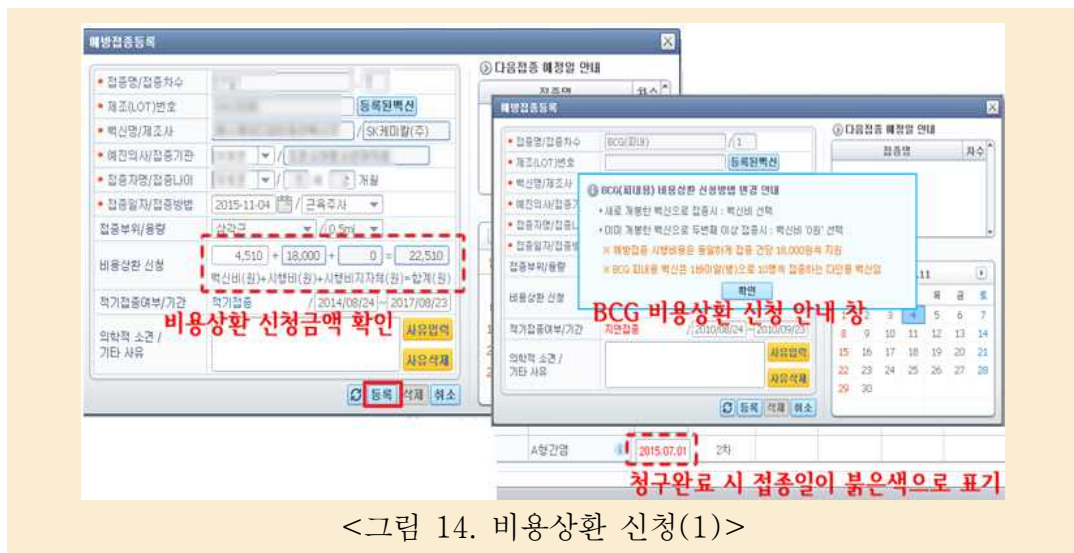 예방접종등록
접종명/접종차수
제조(LOT)번호 등록된백신
백신명/제조사 / SK케미칼(주)
예진의사/접종기관 /
접종자명/접종나이 / 개월
접종일자/접종방법 2015-11-04 / 근육주사
접종부위/용량 삼각근 / 0.5ml
비용상환 신청 4,510 + 18,000 + 0 = 22,510
백신비(원)+시행비(원)+시행비지자체(원)=합계(원)
적기접종여부/기간 적기접종 / 2014/08/24 ~ 2017/08/23
비용상환 신청금액 확인
의학적 소견 /
기타 사유
사유입력
사유삭제
등록 삭제 취소
다음접종 예정일 안내
접종명 차수
예방접종등록
접종명/접종차수 BCG(피내) / 1
제조(LOT)번호 등록된백신
백신명/제조사
예진의사/접종기
접종자명/접종나
접종일자/접종방
접종부위/용량
비용상환 신청
BCG(피내용) 비용상환 신청방법 변경 안내
새로 개봉한 백신으로 접종시 : 백신비 선택
이미 개봉한 백신으로 두번째 이상 접종시 : 백신비 '0원' 선택
※ 예방접종 시행비용은 동일하게 접종 건당 18,000원씩 지원
※ BCG 피내용 백신은 1바이알(병)으로 10명씩 접종하는 다인용 백신임
확인
BCG 비용상환 신청 안내 창
적기접종여부/기간 지연접종 / 2010/08/24 ~ 2010/09/23
의학적 소견 /
기타 사유
사유입력
사유삭제
등록 삭제 취소
다음접종 예정일 안내
접종명 차수
.11
목 금 토
1 2 3 4 5 6 7
8 9 10 11 12 13 14
15 16 17 18 19 20 21
22 23 24 25 26 27 28
29 30
A형간염 2015.07.01 2차
청구완료 시 접종일이 붉은색으로 표기
<그림 14. 비용상환 신청(1)>